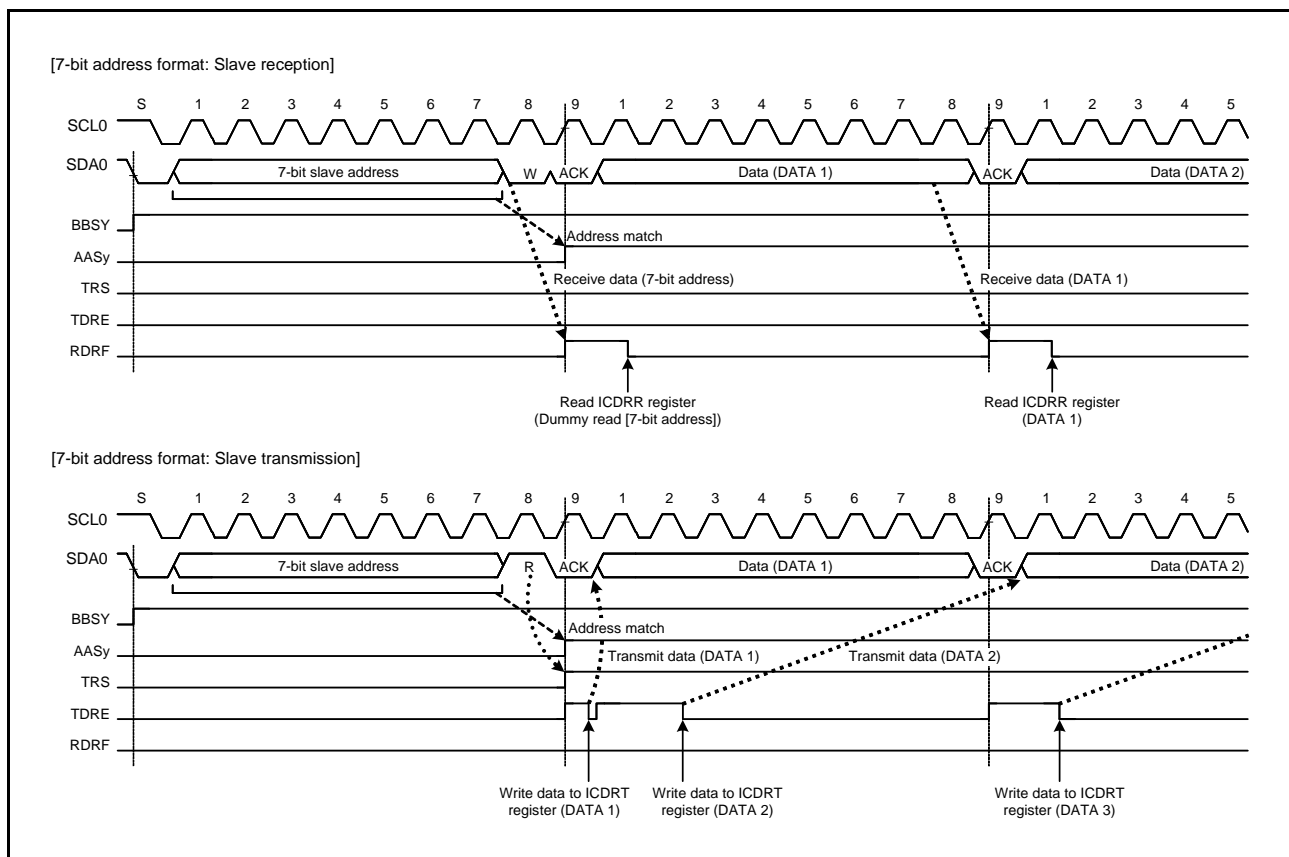 [7-bit address format: Slave reception]
S 1 2 3 4 5 6 7 8 9 1 2 3 4 5 6 7 8 9 1 2 3 4 5
SCL0
SDA0 7-bit slave address W ACK Data (DATA 1) ACK Data (DATA 2)
BBSY
Address match
AASy
Receive data (7-bit address) Receive data (DATA 1)
TRS
TDRE
RDRF
Read ICDRR register Read ICDRR register
(Dummy read [7-bit address]) (DATA 1)
[7-bit address format: Slave transmission]
S 1 2 3 4 5 6 7 8 9 1 2 3 4 5 6 7 8 9 1 2 3 4 5
SCL0
SDA0 7-bit slave address R ACK Data (DATA 1) ACK Data (DATA 2)
BBSY
Address match
AASy
Transmit data (DATA 1) Transmit data (DATA 2)
TRS
TDRE
RDRF
Write data to ICDRT Write data to ICDRT Write data to ICDRT
register (DATA 1) register (DATA 2) register (DATA 3)